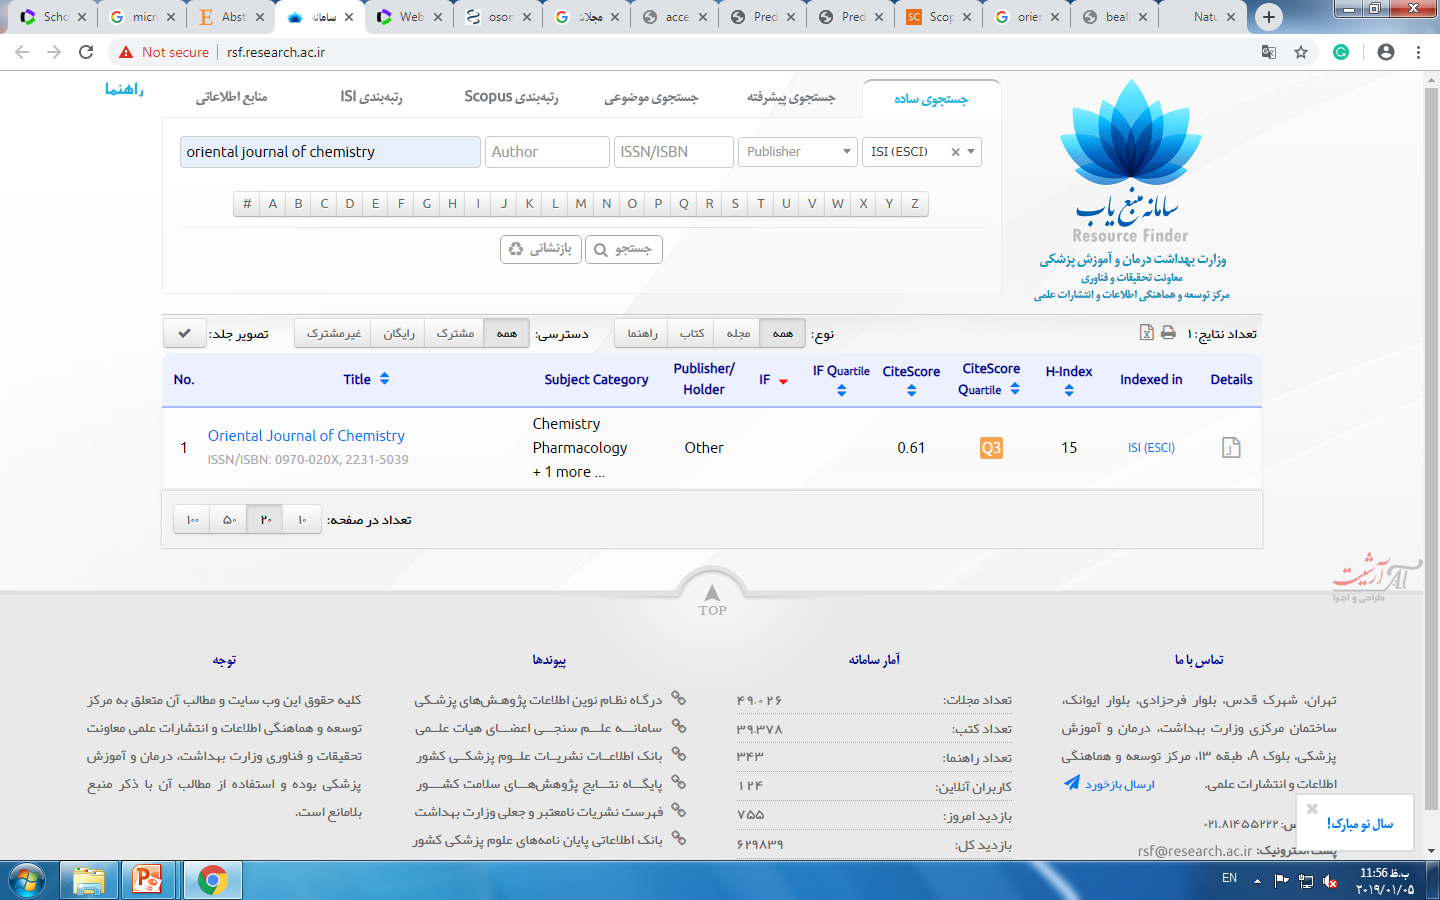 Scho
micr
Abst
سامانه
Web
oson
مجلات
acce
Pred
Pred
Scop
orier
beall
Natu
Not secure
rsf.research.ac.ir
راهنما
منابع اطلاعاتی
رتبه‌بندی ISI
رتبه‌بندی Scopus
جستجوی موضوعی
جستجوی پیشرفته
جستجوی ساده
oriental journal of chemistry
Author
ISSN/ISBN
Publisher
ISI (ESCI)
# A B C D E F G H I J K L M N O P Q R S T U V W X Y Z
بازنشانی
جستجو
سامانه منبع یاب
Resource Finder
وزارت بهداشت درمان و آموزش پزشکی
معاونت تحقیقات و فناوری
مرکز توسعه و هماهنگی اطلاعات و انتشارات علمی
تعداد نتایج: ۱
نوع: همه مجله کتاب راهنما
دسترسی: همه مشترک رایگان غیرمشترک
تصویر جلد:
No. Title Subject Category Publisher/ Holder IF IF Quartile CiteScore CiteScore Quartile H-Index Indexed in Details
1
Oriental Journal of Chemistry
ISSN/ISBN: 0970-020X, 2231-5039
Chemistry
Pharmacology
+ 1 more ...
Other
0.61
Q3
15
ISI (ESCI)
تعداد در صفحه: ۱۰ ۲۰ ۵۰ ۱۰۰
آرشیت
طراحی و اجرا
TOP
تماس با ما
تهران، شهرک قدس، بلوار فرحزادی، بلوار ایوانک،
ساختمان مرکزی وزارت بهداشت، درمان و آموزش
پزشکی، بلوک A، طبقه ۱۳، مرکز توسعه و هماهنگی
اطلاعات و انتشارات علمی. ارسال بازخورد
۰۲۱.۸۱۴۵۵۲۲۲
پست الکترونیک: rsf@research.ac.ir
آمار سامانه
تعداد مجلات: ۴۹,۰۲۶
تعداد کتب: ۳۹,۳۷۸
تعداد راهنما: ۳۴۳
کاربران آنلاین: ۱۲۴
بازدید امروز: ۷۵۵
بازدید کل: ۶۲۹۸۳۹
پیوندها
درگاه نظام نوین اطلاعات پژوهش‌های پزشکی
سامانه علم سنجی اعضای هیات علمی
بانک اطلاعات نشریات علوم پزشکی کشور
پایگاه نتایج پژوهش‌های سلامت کشور
فهرست نشریات نامعتبر و جعلی وزارت بهداشت
بانک اطلاعاتی پایان نامه‌های علوم پزشکی کشور
توجه
کلیه حقوق این وب سایت و مطالب آن متعلق به مرکز
توسعه و هماهنگی اطلاعات و انتشارات علمی معاونت
تحقیقات و فناوری وزارت بهداشت، درمان و آموزش
پزشکی بوده و استفاده از مطالب آن با ذکر منبع
بلامانع است.
سال نو مبارک!
EN
11:56 ب.ظ
۲۰۱۹/۰۱/۰۵